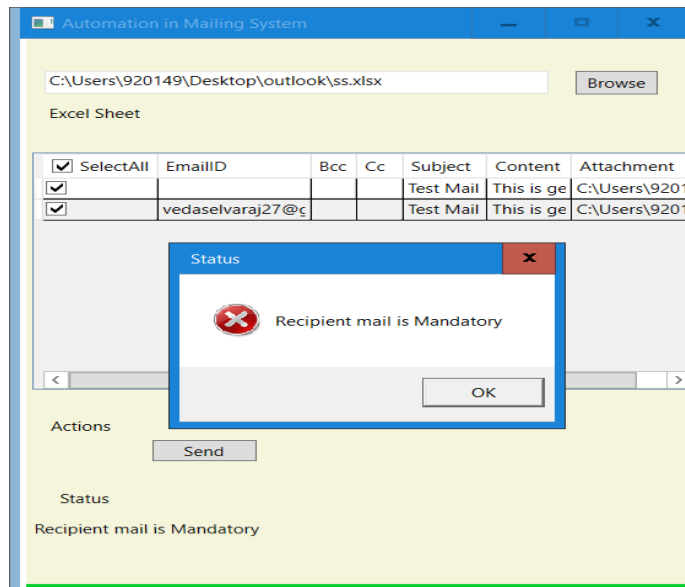 Automation in Mailing System
C:\Users\920149\Desktop\outlook\ss.xlsx
Browse
Excel Sheet
SelectAll EmailID Bcc Cc Subject Content Attachment
Test Mail This is ge C:\Users\9201
vedaselvaraj27@g Test Mail This is ge C:\Users\9201
Status
Recipient mail is Mandatory
OK
Actions
Send
Status
Recipient mail is Mandatory